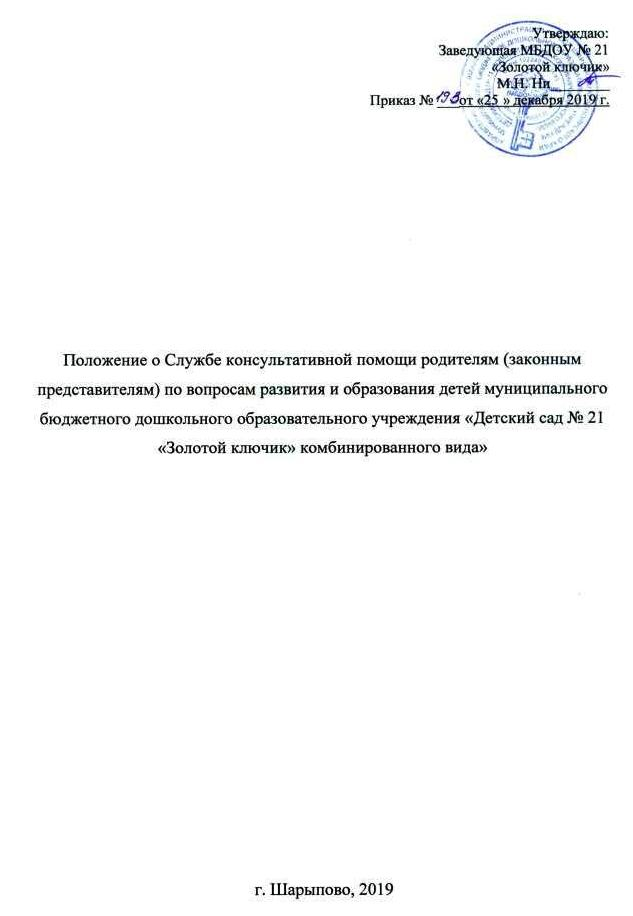 Утверждаю:
Заведующая МБДОУ № 21
«Золотой ключик»
М.Н. Ни
Приказ № 193 от «25 » декабря 2019 г.
Положение о Службе консультативной помощи родителям (законным
представителям) по вопросам развития и образования детей муниципального
бюджетного дошкольного образовательного учреждения «Детский сад № 21
«Золотой ключик» комбинированного вида»
г. Шарыпово, 2019